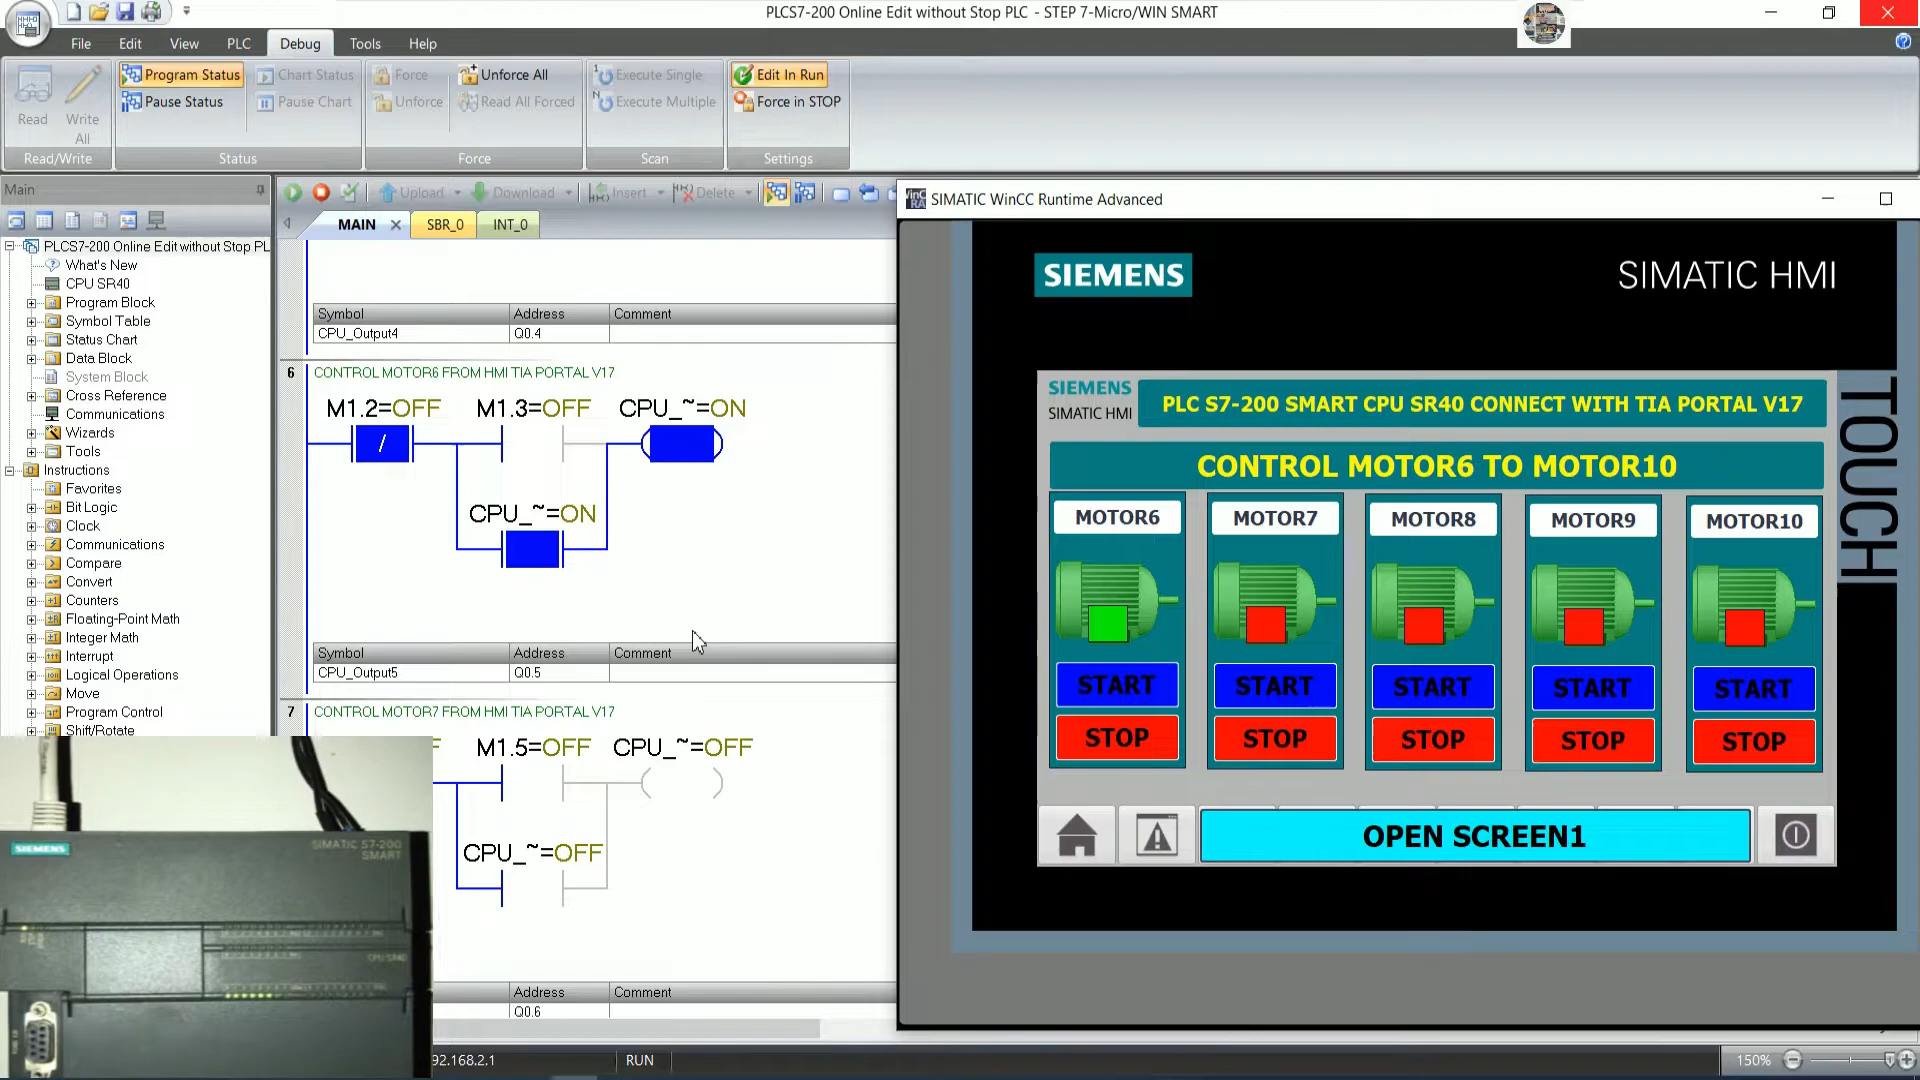 PLCS7-200 Online Edit without Stop PLC - STEP 7-Micro/WIN SMART
File Edit View PLC Debug Tools Help
Program Status Chart Status Force Unforce All Execute Single Edit In Run
Pause Status Pause Chart Unforce Read All Forced Execute Multiple Force in STOP
Read Write All
Read/Write Status Force Scan Settings
Main
Upload Download Insert Delete
MAIN SBR_0 INT_0
PLCS7-200 Online Edit without Stop PL
What's New
CPU SR40
Program Block
Symbol Table
Status Chart
Data Block
System Block
Cross Reference
Communications
Wizards
Tools
Instructions
Favorites
Bit Logic
Clock
Communications
Compare
Convert
Counters
Floating-Point Math
Integer Math
Interrupt
Logical Operations
Move
Program Control
Shift/Rotate
Symbol Address Comment
CPU_Output4 Q0.4
6 CONTROL MOTOR6 FROM HMI TIA PORTAL V17
M1.2=OFF M1.3=OFF CPU_~=ON
/
CPU_~=ON
Symbol Address Comment
CPU_Output5 Q0.5
7 CONTROL MOTOR7 FROM HMI TIA PORTAL V17
M1.5=OFF CPU_~=OFF
CPU_~=OFF
Address Comment
Q0.6
SIEMENS
SIMATIC S7-200
SMART
CPU SR40
92.168.2.1 RUN
150%
SIMATIC WinCC Runtime Advanced
SIEMENS
SIMATIC HMI
TOUCH
SIEMENS
SIMATIC HMI
PLC S7-200 SMART CPU SR40 CONNECT WITH TIA PORTAL V17
CONTROL MOTOR6 TO MOTOR10
MOTOR6 MOTOR7 MOTOR8 MOTOR9 MOTOR10
START START START START START
STOP STOP STOP STOP STOP
OPEN SCREEN1